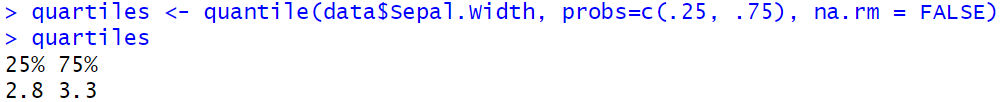 > quartiles <- quantile(data$Sepal.Width, probs=c(.25, .75), na.rm = FALSE)
> quartiles
25% 75%
2.8 3.3